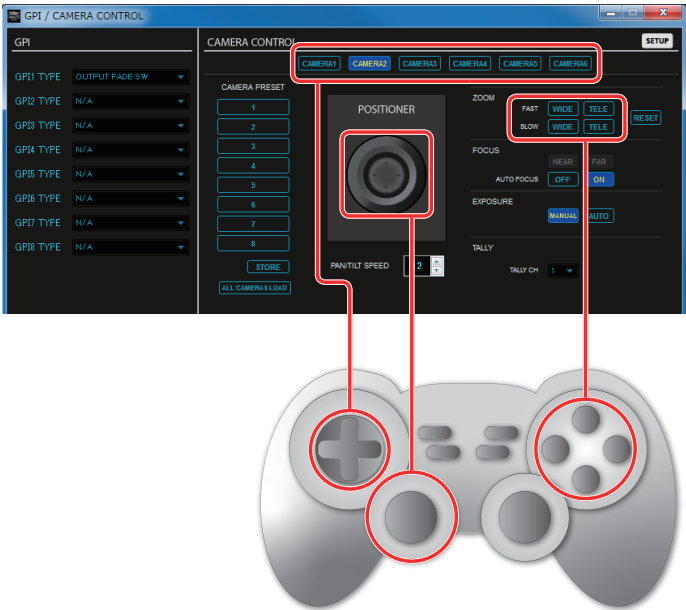 GPI / CAMERA CONTROL
GPI
GPI1 TYPE OUTPUT FADE SW
GPI2 TYPE N/A
GPI3 TYPE N/A
GPI4 TYPE N/A
GPI5 TYPE N/A
GPI6 TYPE N/A
GPI7 TYPE N/A
GPI8 TYPE N/A
CAMERA CONTROL
SETUP
CAMERA1 CAMERA2 CAMERA3 CAMERA4 CAMERA5 CAMERA6
CAMERA PRESET
1
2
3
4
5
6
7
8
STORE
ALL CAMERAS LOAD
POSITIONER
PAN/TILT SPEED 2
ZOOM
FAST WIDE TELE
SLOW WIDE TELE
RESET
FOCUS
NEAR FAR
AUTO FOCUS OFF ON
EXPOSURE
MANUAL AUTO
TALLY
TALLY CH 1